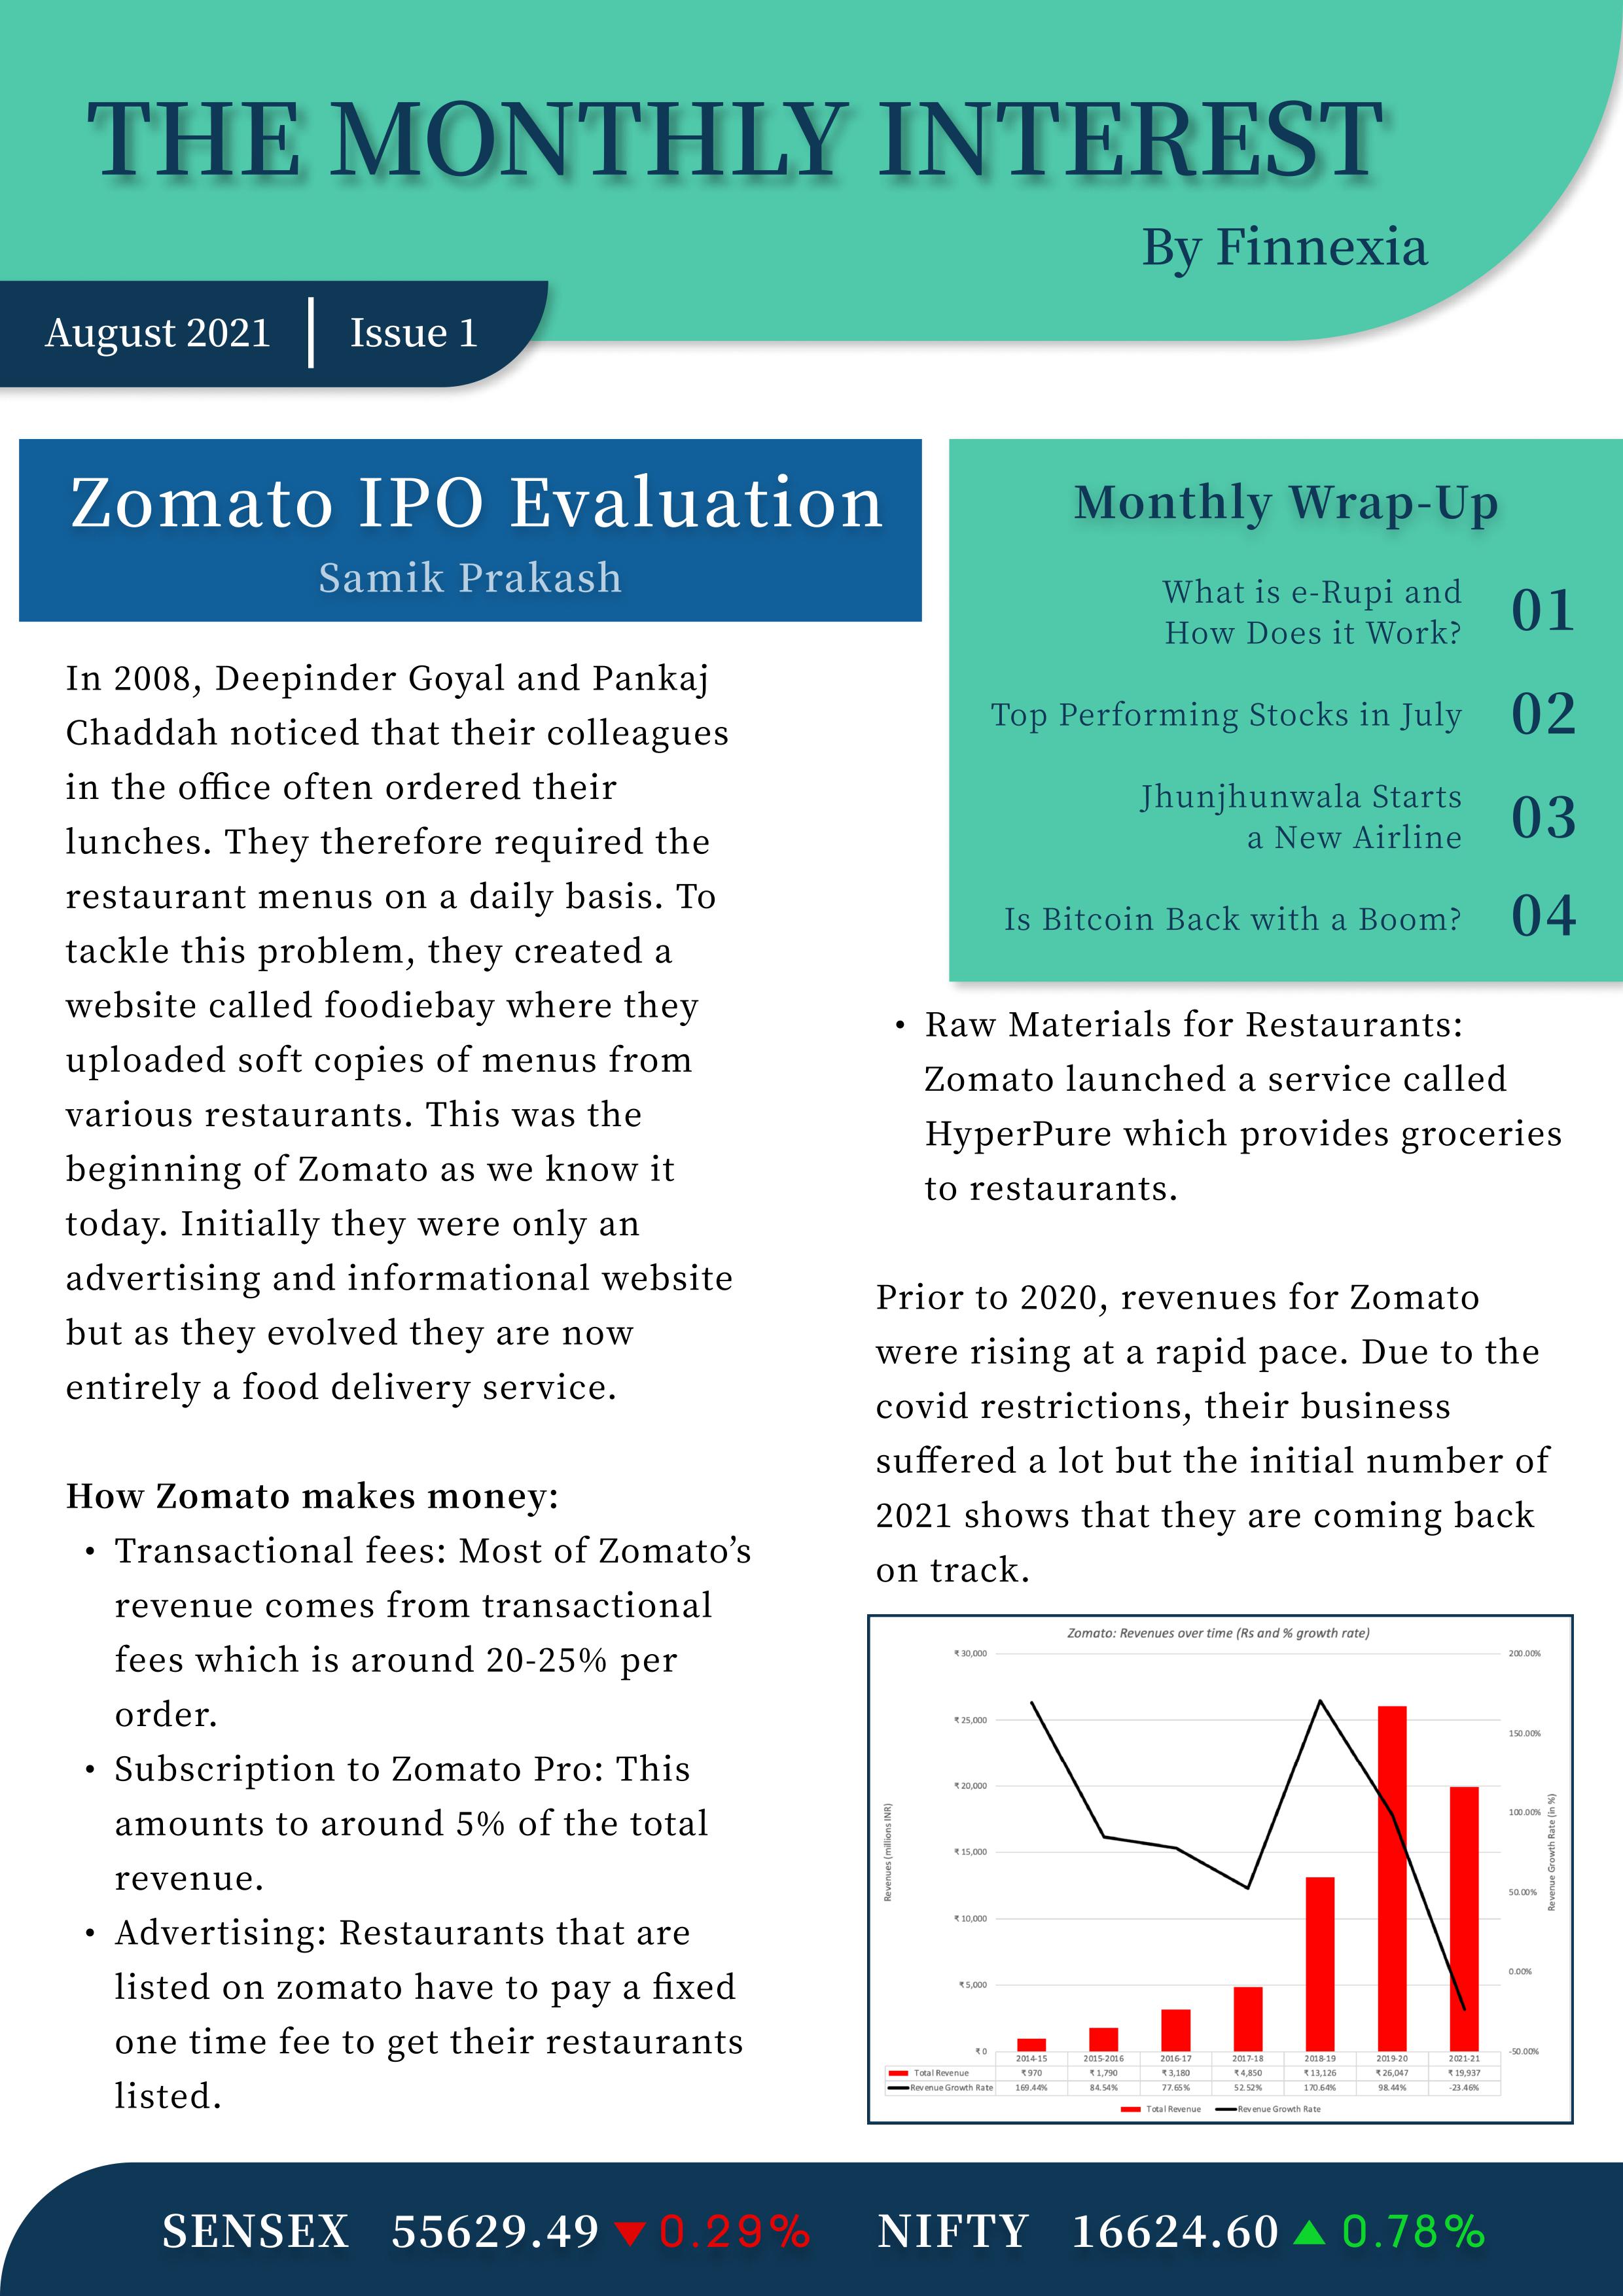 THE MONTHLY INTEREST
By Finnexia
August 2021 | Issue 1
Zomato IPO Evaluation
Samik Prakash
In 2008, Deepinder Goyal and Pankaj
Chaddah noticed that their colleagues
in the office often ordered their
lunches. They therefore required the
restaurant menus on a daily basis. To
tackle this problem, they created a
website called foodiebay where they
uploaded soft copies of menus from
various restaurants. This was the
beginning of Zomato as we know it
today. Initially they were only an
advertising and informational website
but as they evolved they are now
entirely a food delivery service.
How Zomato makes money:
• Transactional fees: Most of Zomato’s
revenue comes from transactional
fees which is around 20-25% per
order.
• Subscription to Zomato Pro: This
amounts to around 5% of the total
revenue.
• Advertising: Restaurants that are
listed on zomato have to pay a fixed
one time fee to get their restaurants
listed.
Monthly Wrap-Up
What is e-Rupi and
How Does it Work?
01
Top Performing Stocks in July 02
Jhunjhunwala Starts
a New Airline
03
Is Bitcoin Back with a Boom? 04
• Raw Materials for Restaurants:
Zomato launched a service called
HyperPure which provides groceries
to restaurants.
Prior to 2020, revenues for Zomato
were rising at a rapid pace. Due to the
covid restrictions, their business
suffered a lot but the initial number of
2021 shows that they are coming back
on track.
Zomato: Revenues over time (Rs and % growth rate)
Revenues (millions INR)
₹ 30,000
₹ 25,000
₹ 20,000
₹ 15,000
₹ 10,000
₹ 5,000
₹ 0
200.00%
150.00%
100.00%
50.00%
0.00%
-50.00%
Revenue Growth Rate (in %)
2014-15 2015-2016 2016-17 2017-18 2018-19 2019-20 2021-21
Total Revenue ₹ 970 ₹ 1,790 ₹ 3,180 ₹ 4,850 ₹ 13,126 ₹ 26,047 ₹ 19,937
Revenue Growth Rate 169.44% 84.54% 77.65% 52.52% 170.64% 98.44% -23.46%
Total Revenue Revenue Growth Rate
SENSEX 55629.49 ▼ 0.29% NIFTY 16624.60 ▲ 0.78%